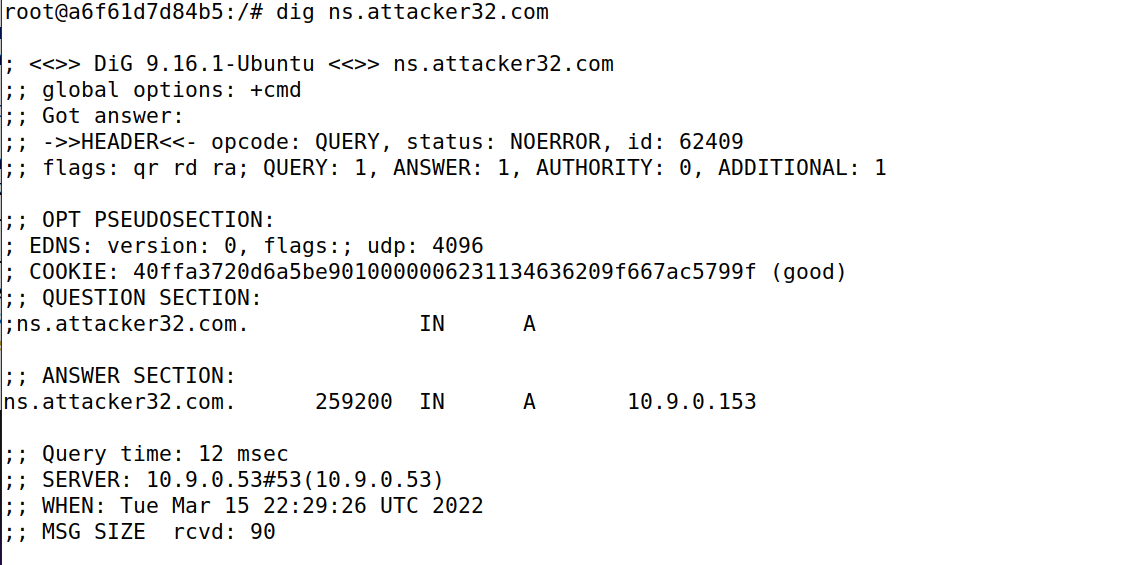 root@a6f61d7d84b5:/# dig ns.attacker32.com
; <<>> DiG 9.16.1-Ubuntu <<>> ns.attacker32.com
;; global options: +cmd
;; Got answer:
;; ->>HEADER<<- opcode: QUERY, status: NOERROR, id: 62409
;; flags: qr rd ra; QUERY: 1, ANSWER: 1, AUTHORITY: 0, ADDITIONAL: 1
;; OPT PSEUDOSECTION:
; EDNS: version: 0, flags:; udp: 4096
; COOKIE: 40ffa3720d6a5be9010000006231134636209f667ac5799f (good)
;; QUESTION SECTION:
;ns.attacker32.com. IN A
;; ANSWER SECTION:
ns.attacker32.com. 259200 IN A 10.9.0.153
;; Query time: 12 msec
;; SERVER: 10.9.0.53#53(10.9.0.53)
;; WHEN: Tue Mar 15 22:29:26 UTC 2022
;; MSG SIZE  rcvd: 90